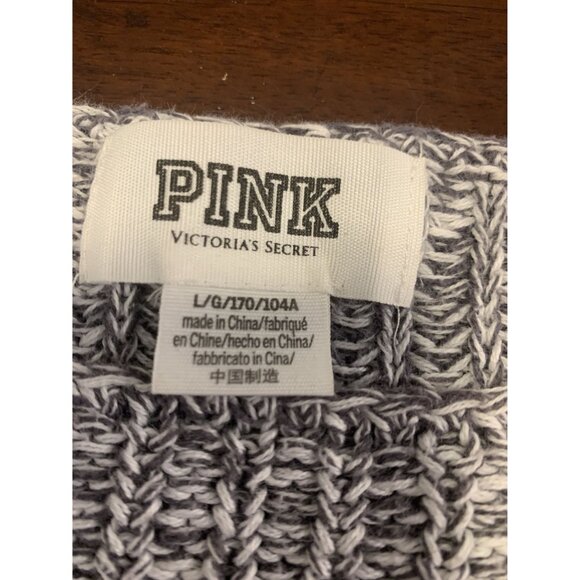 PINK
VICTORIA'S SECRET
L/G/170/104A
made in China/fabriqué
en Chine/hecho en China/
fabbricato in Cina/
中国制造